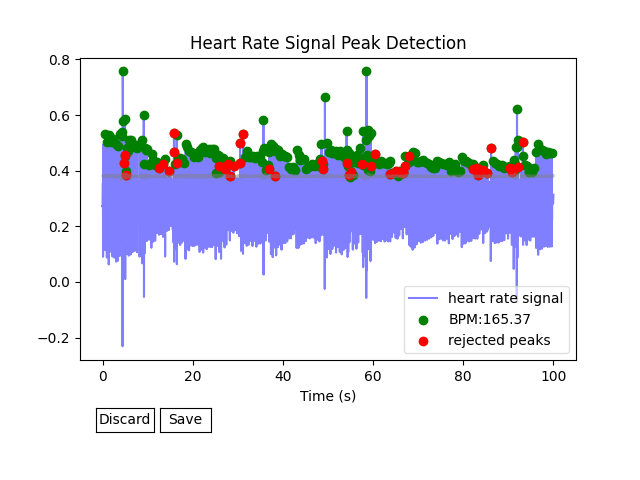 Heart Rate Signal Peak Detection
0.8
0.6
0.4
0.2
0.0
−0.2
heart rate signal
BPM:165.37
rejected peaks
0 20 40 60 80 100
Time (s)
Discard Save